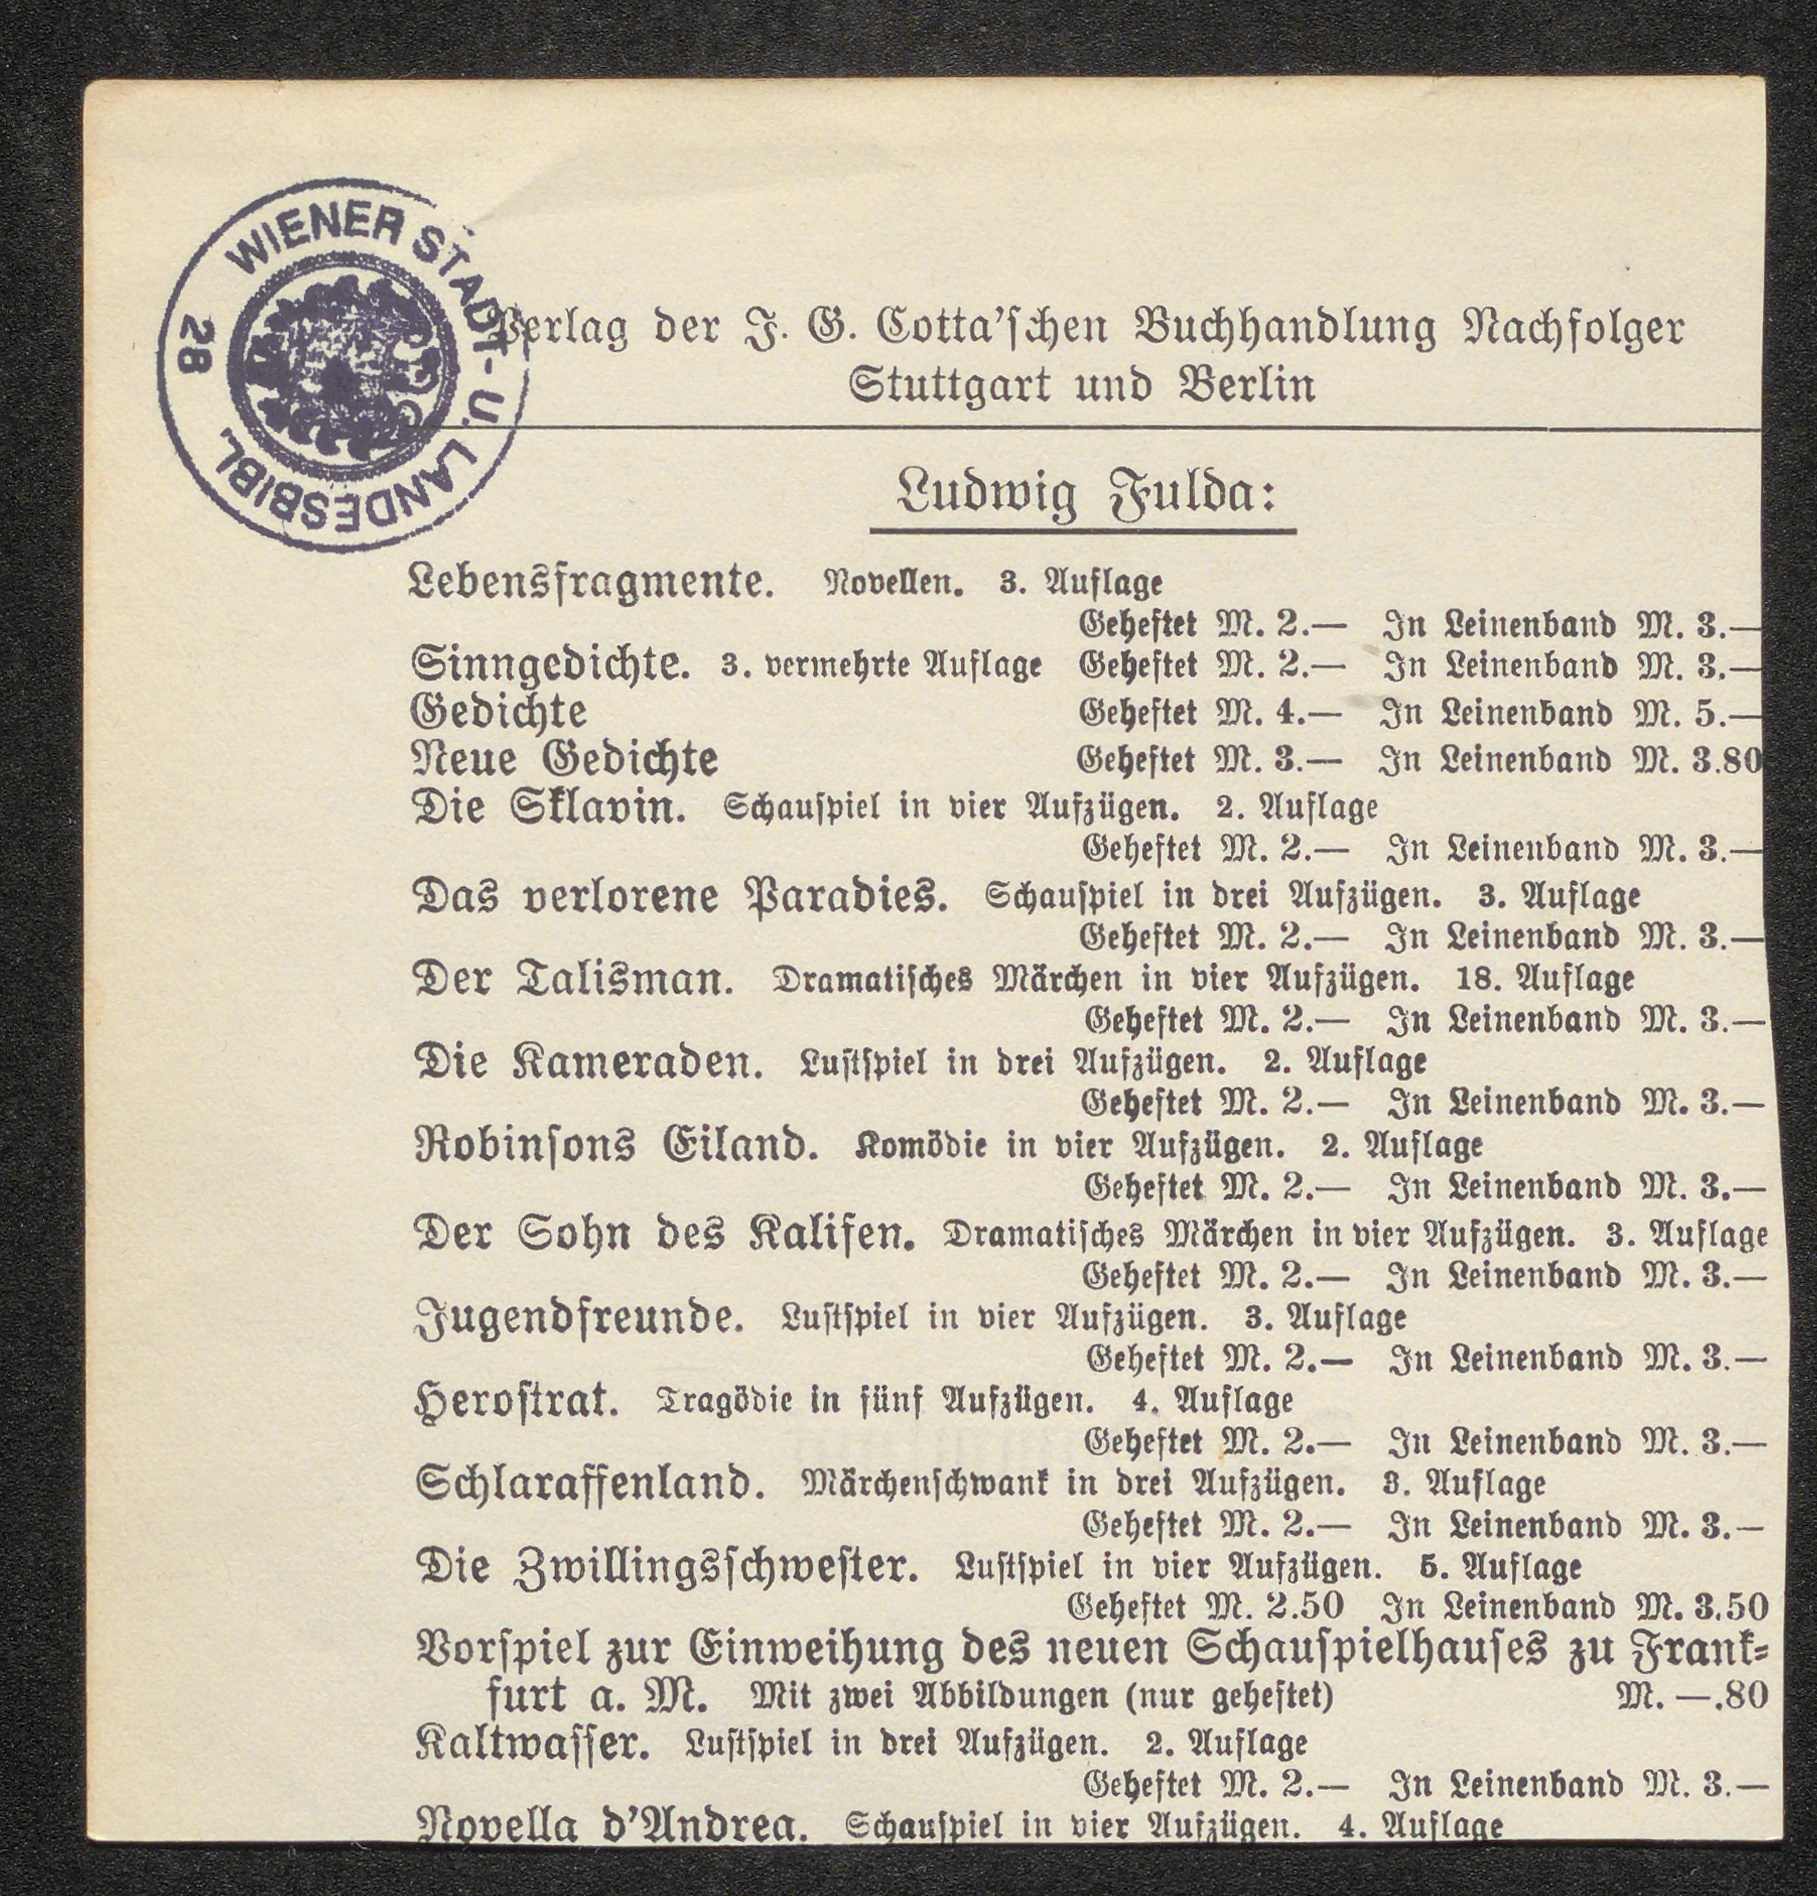 WIENER STADT- U. LANDESBIBL.
28
Verlag der J. G. Cotta'schen Buchhandlung Nachfolger
Stuttgart und Berlin
Ludwig Fulda:
Lebensfragmente. Novellen. 3. Auflage
Geheftet M. 2.— In Leinenband M. 3.—
Sinngedichte. 3. vermehrte Auflage Geheftet M. 2.— In Leinenband M. 3.—
Gedichte Geheftet M. 4.— In Leinenband M. 5.—
Neue Gedichte Geheftet M. 3.— In Leinenband M. 3.80
Die Sklavin. Schauspiel in vier Aufzügen. 2. Auflage
Geheftet M. 2.— In Leinenband M. 3.—
Das verlorene Paradies. Schauspiel in drei Aufzügen. 3. Auflage
Geheftet M. 2.— In Leinenband M. 3.—
Der Talisman. Dramatisches Märchen in vier Aufzügen. 18. Auflage
Geheftet M. 2.— In Leinenband M. 3.—
Die Kameraden. Lustspiel in drei Aufzügen. 2. Auflage
Geheftet M. 2.— In Leinenband M. 3.—
Robinsons Eiland. Komödie in vier Aufzügen. 2. Auflage
Geheftet M. 2.— In Leinenband M. 3.—
Der Sohn des Kalifen. Dramatisches Märchen in vier Aufzügen. 3. Auflage
Geheftet M. 2.— In Leinenband M. 3.—
Jugendfreunde. Lustspiel in vier Aufzügen. 3. Auflage
Geheftet M. 2.— In Leinenband M. 3.—
Herostrat. Tragödie in fünf Aufzügen. 4. Auflage
Geheftet M. 2.— In Leinenband M. 3.—
Schlaraffenland. Märchenschwank in drei Aufzügen. 3. Auflage
Geheftet M. 2.— In Leinenband M. 3.—
Die Zwillingsschwester. Lustspiel in vier Aufzügen. 5. Auflage
Geheftet M. 2.50 In Leinenband M. 3.50
Vorspiel zur Einweihung des neuen Schauspielhauses zu Frank-
furt a. M. Mit zwei Abbildungen (nur geheftet) M. —.80
Kaltwasser. Lustspiel in drei Aufzügen. 2. Auflage
Geheftet M. 2.— In Leinenband M. 3.—
Novella d'Andrea. Schauspiel in vier Aufzügen. 4. Auflage